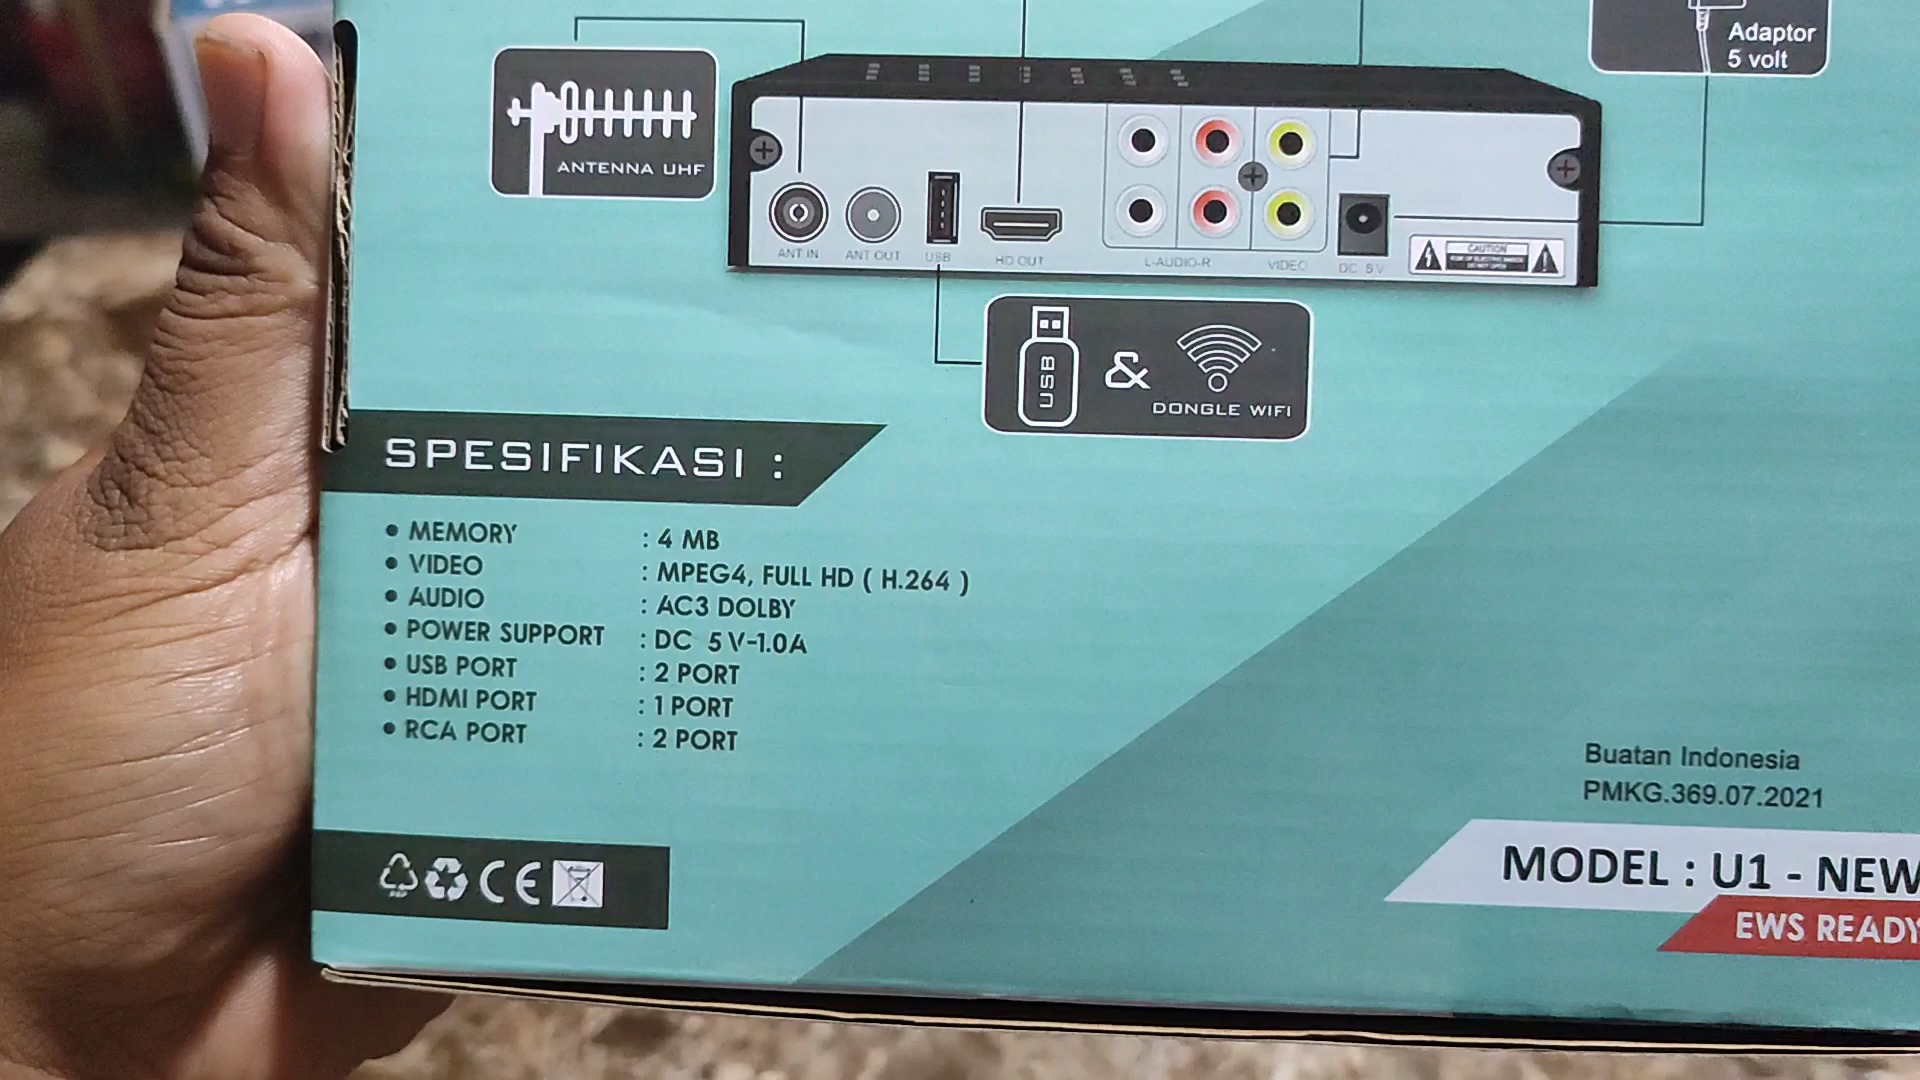 Adaptor
5 volt
ANTENNA UHF
ANT IN
ANT OUT
USB
HD OUT
L-AUDIO-R
VIDEO
DC 5V
CAUTION
USB
&
DONGLE WIFI
SPESIFIKASI :
• MEMORY : 4 MB
• VIDEO : MPEG4, FULL HD ( H.264 )
• AUDIO : AC3 DOLBY
• POWER SUPPORT : DC 5 V-1.0A
• USB PORT : 2 PORT
• HDMI PORT : 1 PORT
• RCA PORT : 2 PORT
Buatan Indonesia
PMKG.369.07.2021
CE
MODEL : U1 - NEW
EWS READY